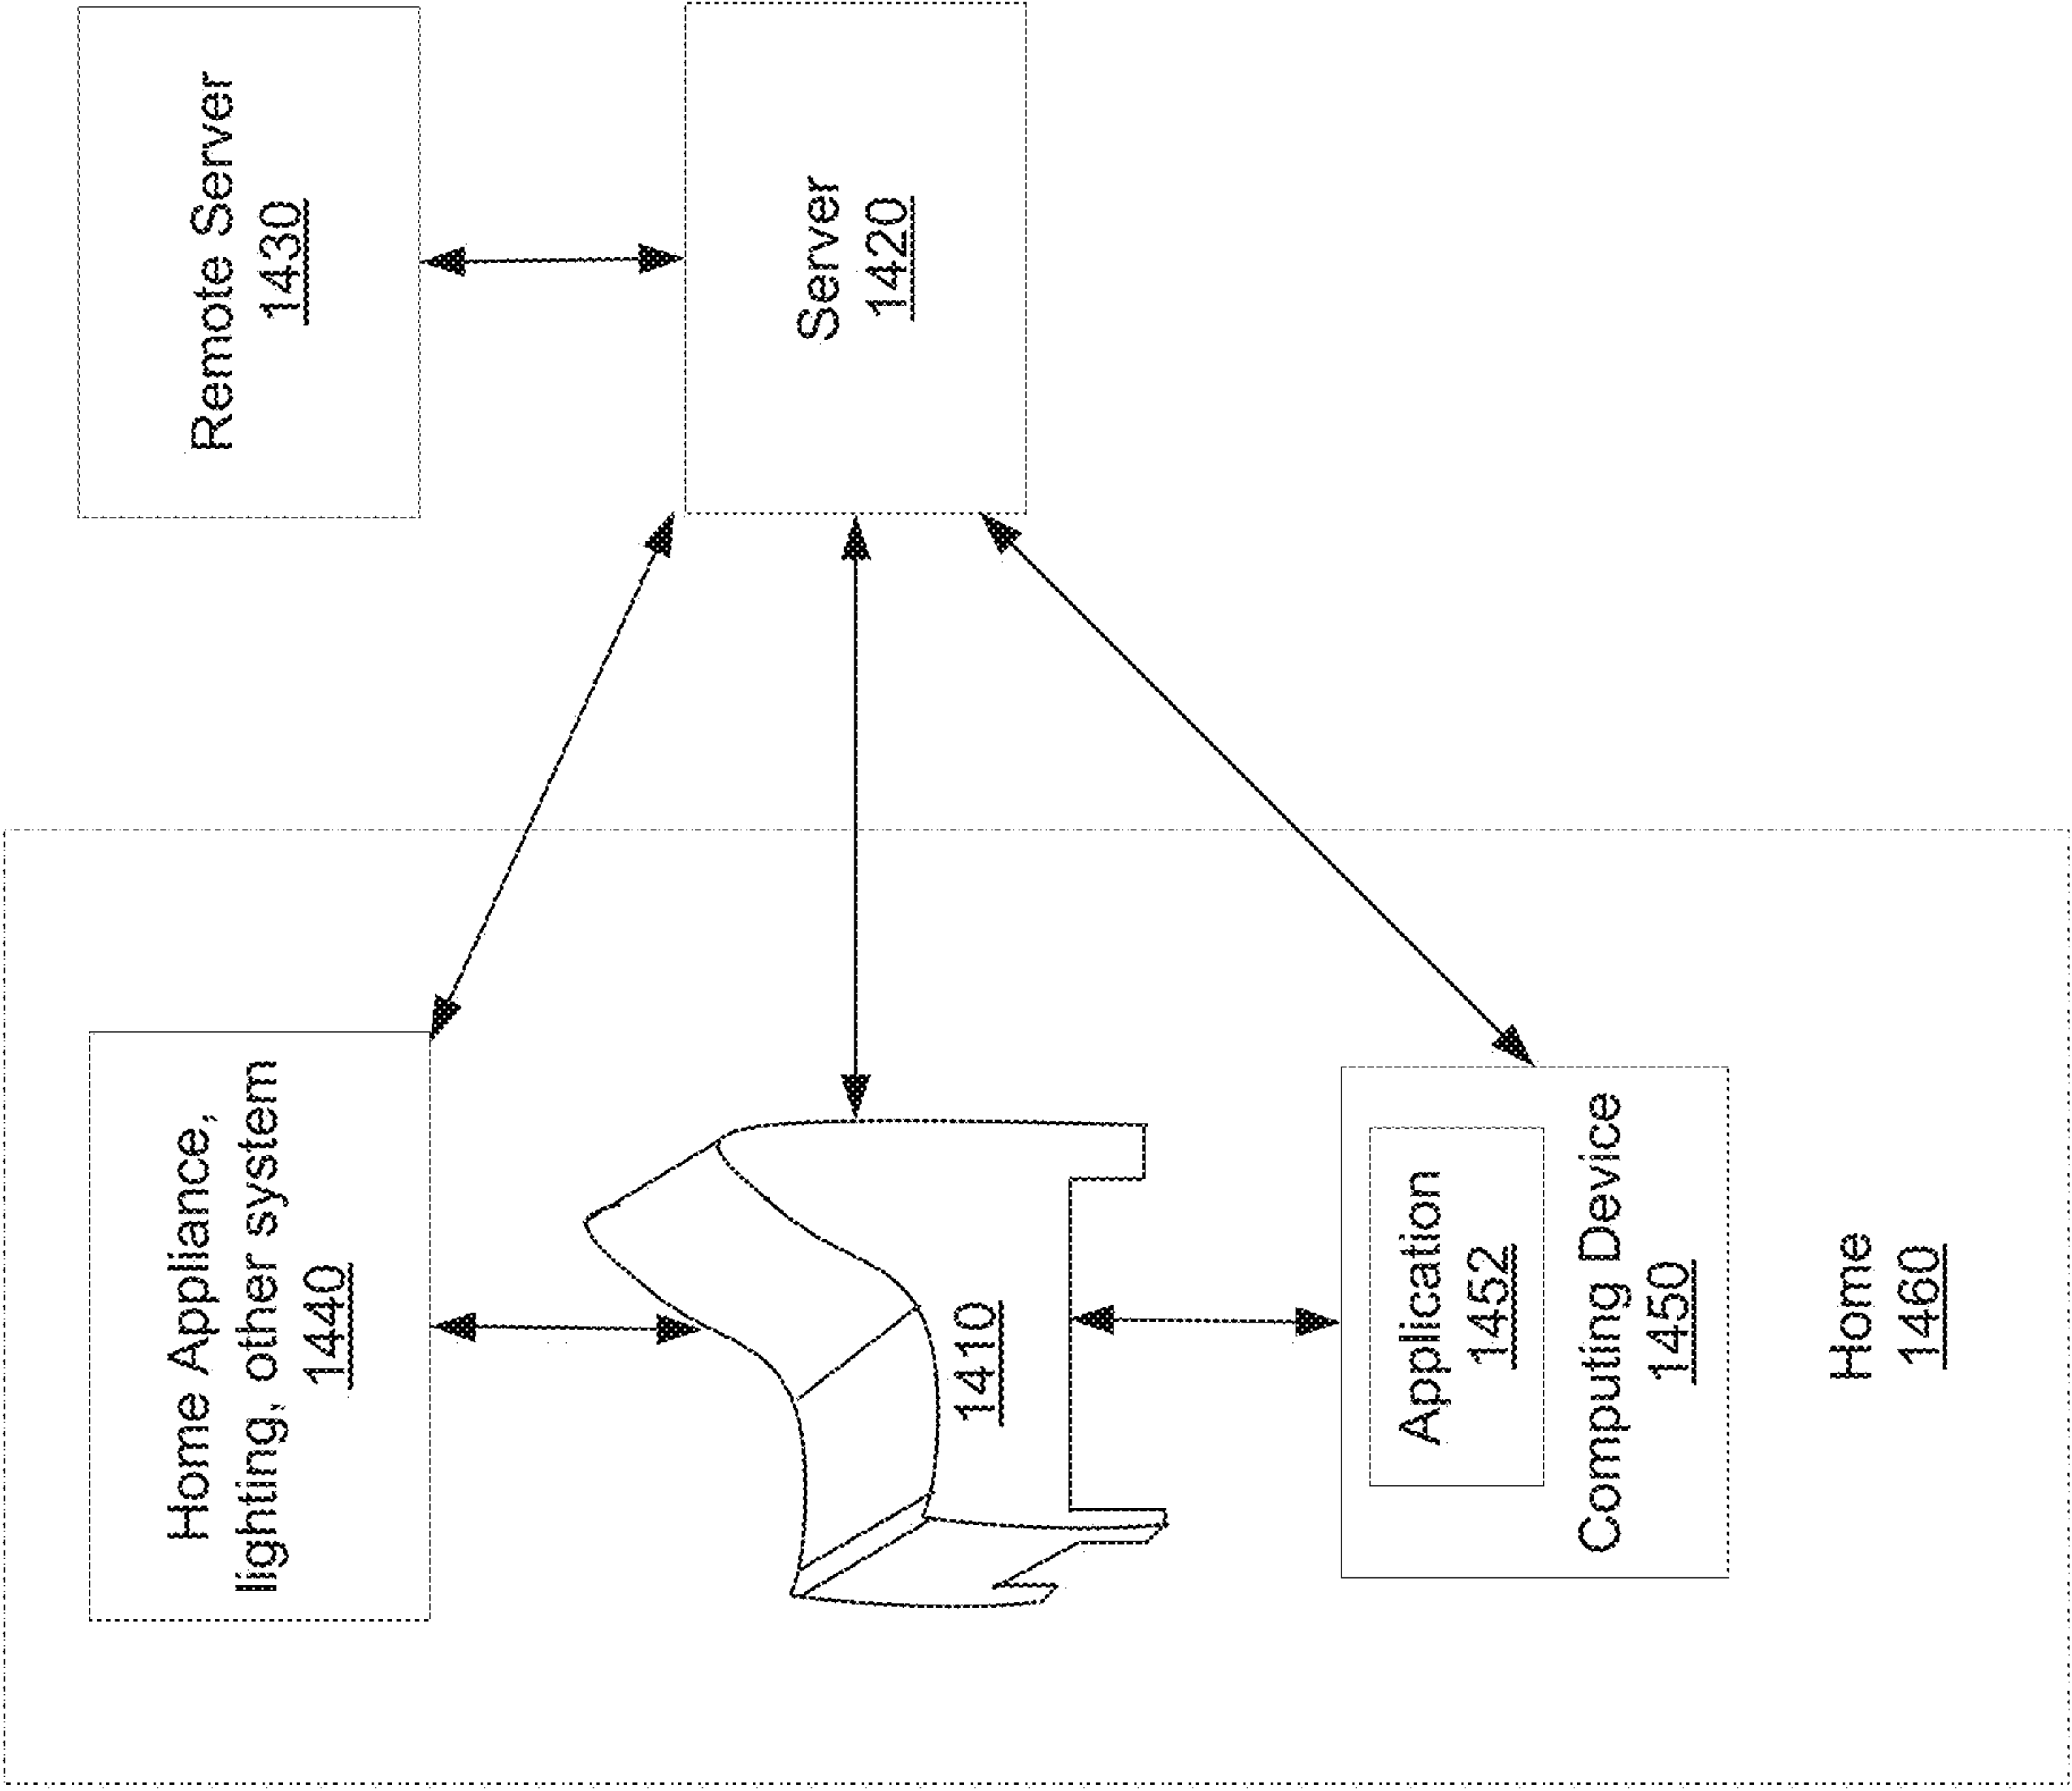 Home Appliance,
lighting, other system
1440
1410
Application
1452
Computing Device
1450
Home
1460
Remote Server
1430
Server
1420